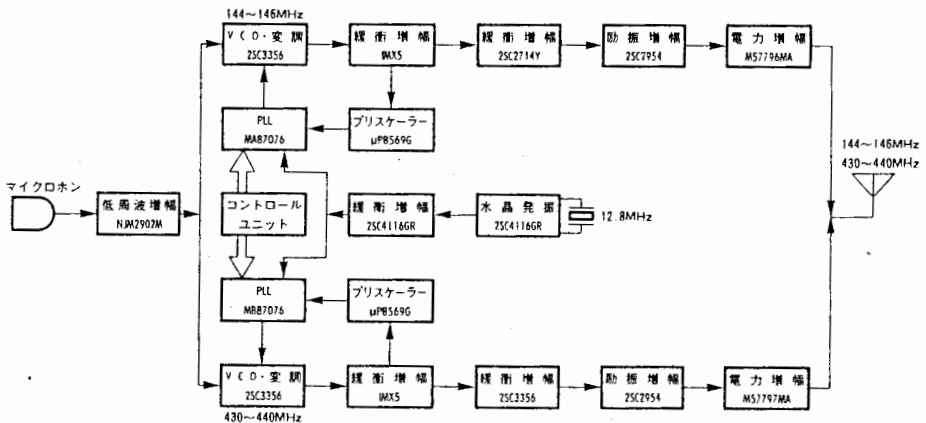 144～146MHz
VCO・変調
2SC3356
緩衝増幅
IMX5
緩衝増幅
2SC2714Y
励振増幅
2SC2954
電力増幅
M57796MA
PLL
MA87076
プリスケーラー
μPB569G
144～146MHz
430～440MHz
マイクロホン
低周波増幅
NJM2902M
コントロール
ユニット
緩衝増幅
2SC4116GR
水晶発振
2SC4116GR
12.8MHz
PLL
MB87076
プリスケーラー
μPB569G
VCO・変調
2SC3356
緩衝増幅
IMX5
緩衝増幅
2SC3356
励振増幅
2SC2954
電力増幅
M57797MA
430～440MHz